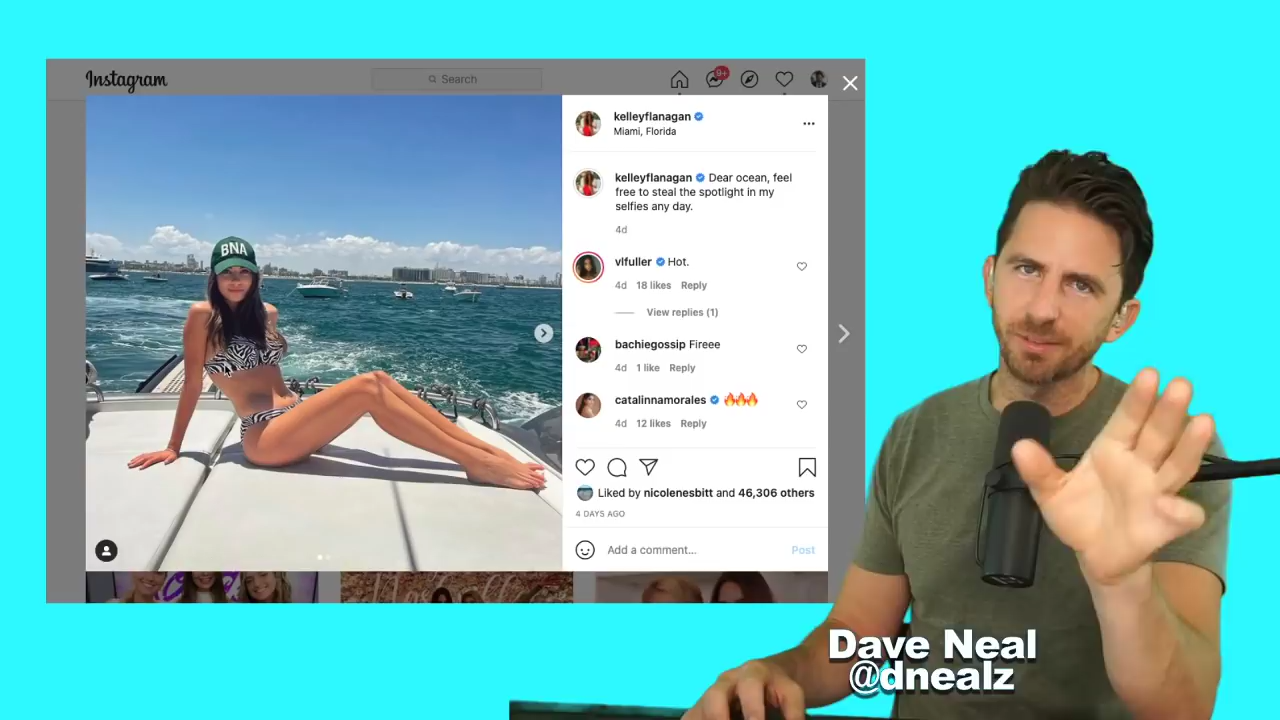 Instagram
Search
9+
kelleyflanagan
Miami, Florida
kelleyflanagan Dear ocean, feel
free to steal the spotlight in my
selfies any day.
4d
vlfuller Hot.
4d 18 likes Reply
View replies (1)
bachiegossip Fireee
4d 1 like Reply
catalinnamorales 🔥🔥🔥
4d 12 likes Reply
Liked by nicolenesbitt and 46,306 others
4 DAYS AGO
Add a comment... Post
BNA
Dave Neal
@dnealz